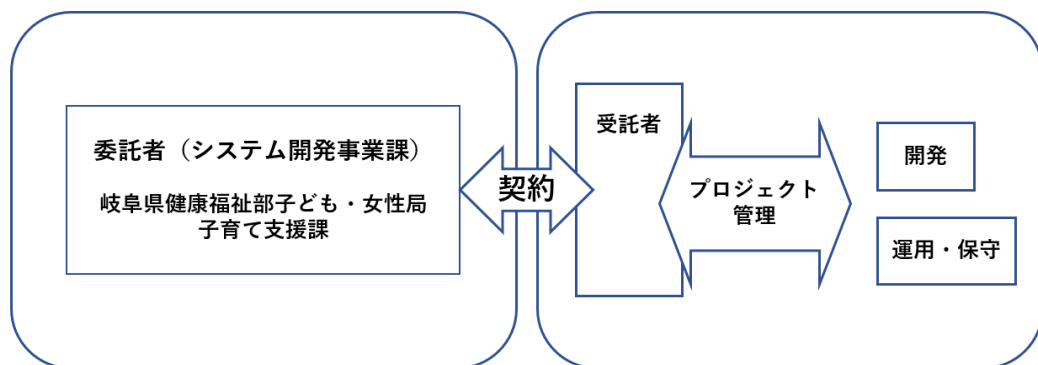 委託者（システム開発事業課）
岐阜県健康福祉部子ども・女性局
子育て支援課
契約
受託者
プロジェクト
管理
開発
運用・保守